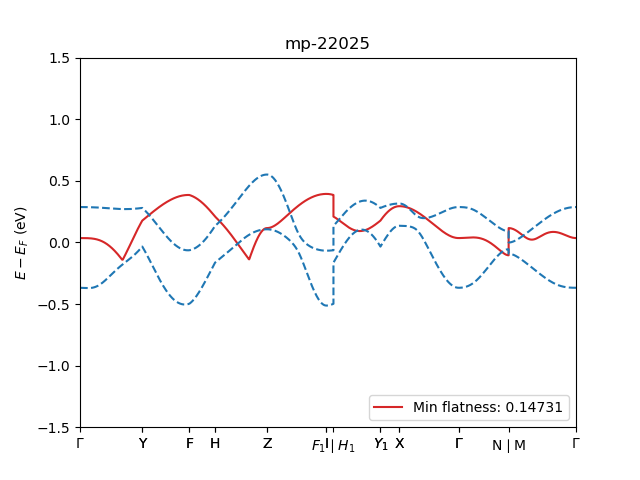 mp-22025
E − E_F (eV)
1.5
1.0
0.5
0.0
−0.5
−1.0
−1.5
Min flatness: 0.14731
Γ Y F H Z F₁ I | H₁ Y₁ X Γ N | M Γ